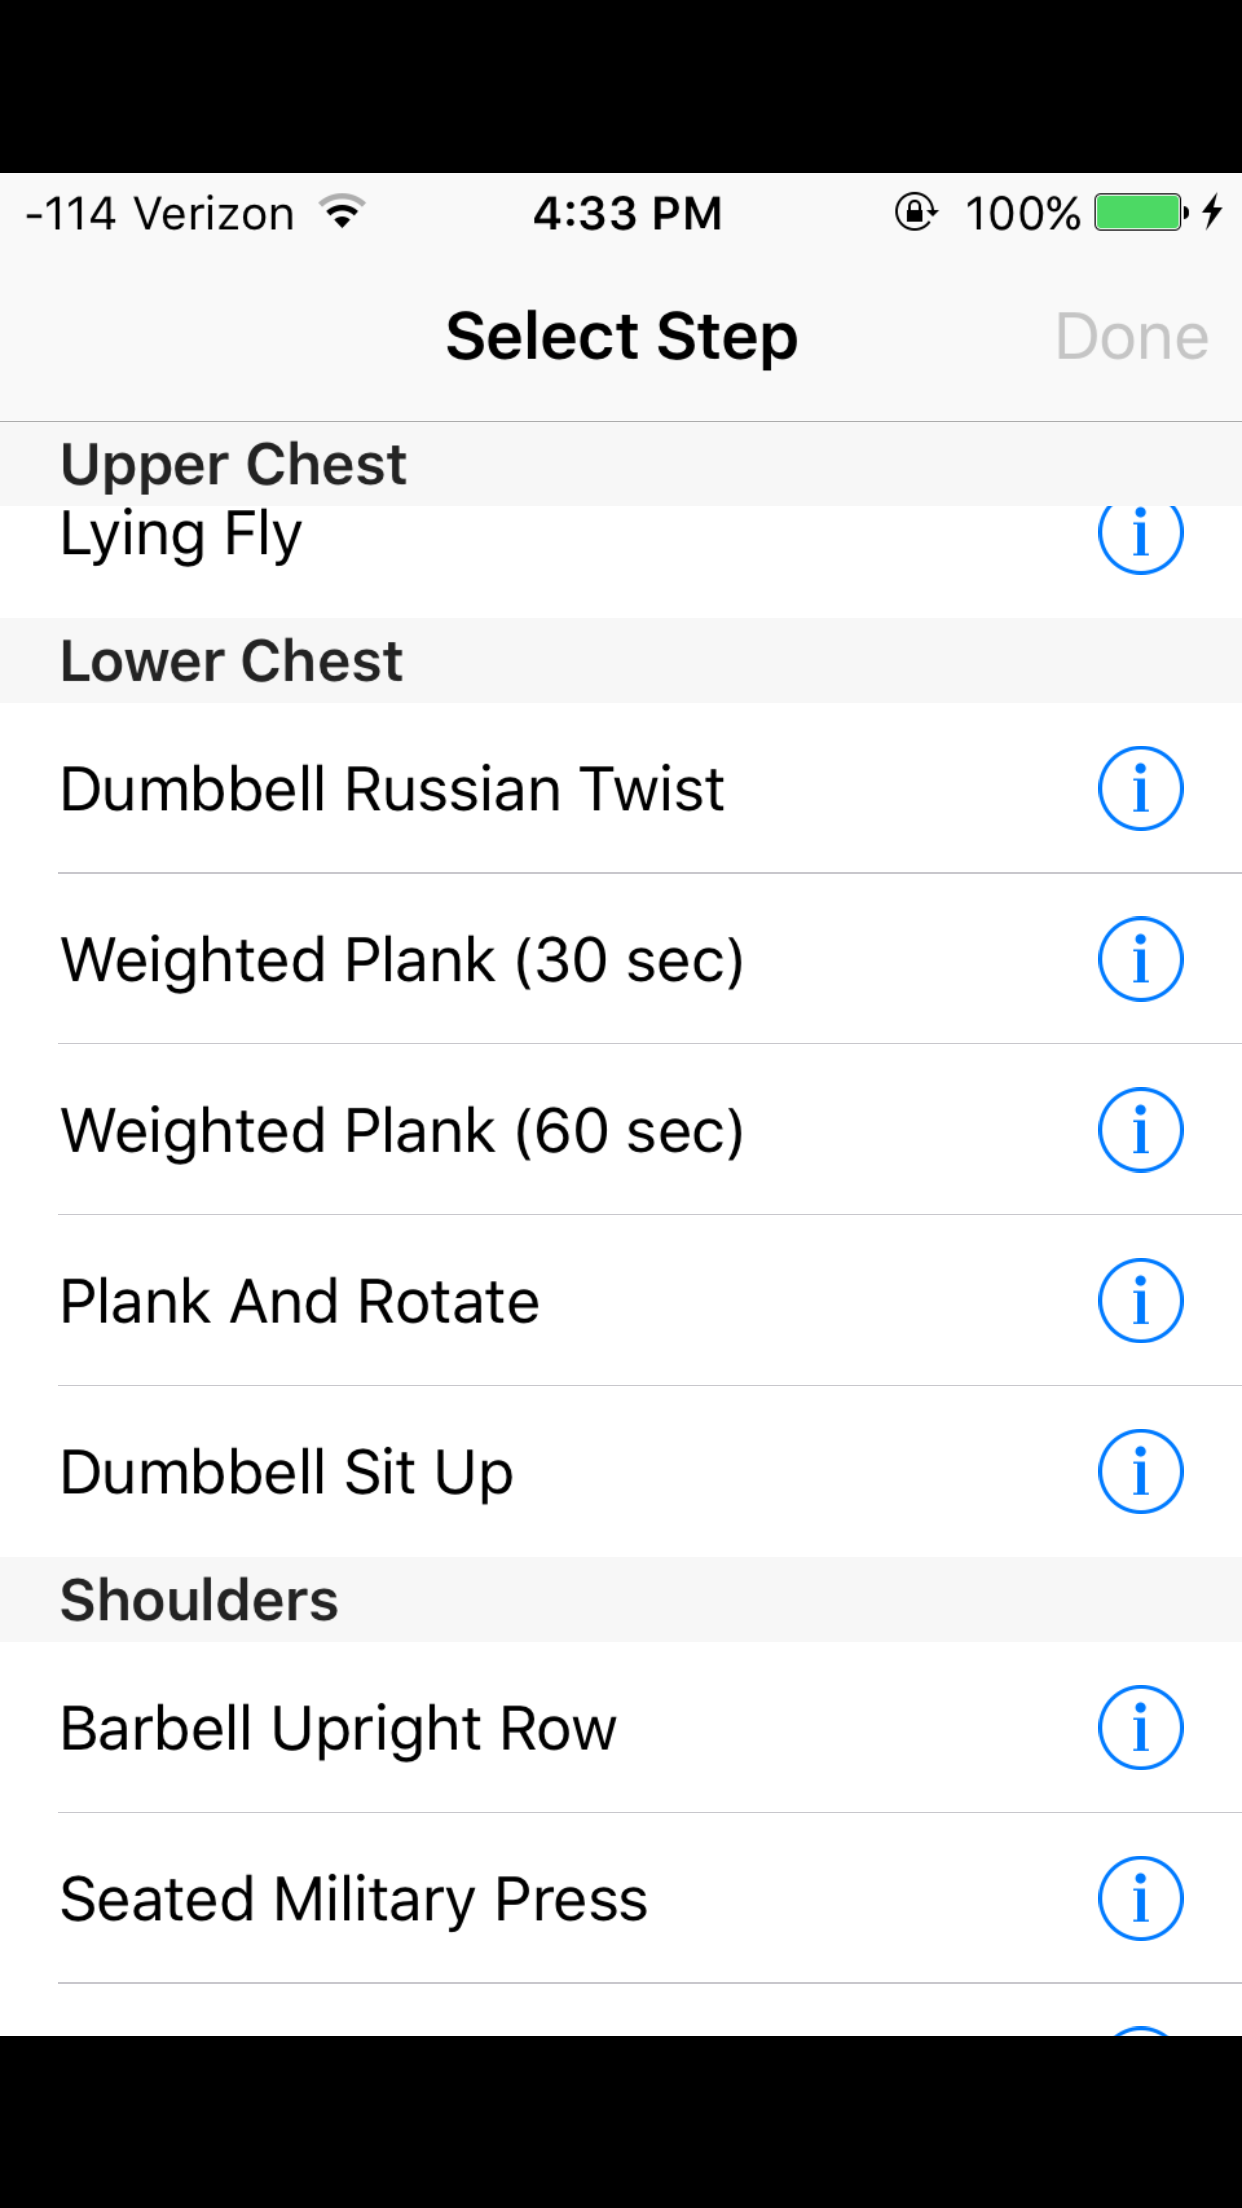 -114 Verizon 4:33 PM 100%
Select Step Done
Upper Chest
Lying Fly
Lower Chest
Dumbbell Russian Twist
Weighted Plank (30 sec)
Weighted Plank (60 sec)
Plank And Rotate
Dumbbell Sit Up
Shoulders
Barbell Upright Row
Seated Military Press